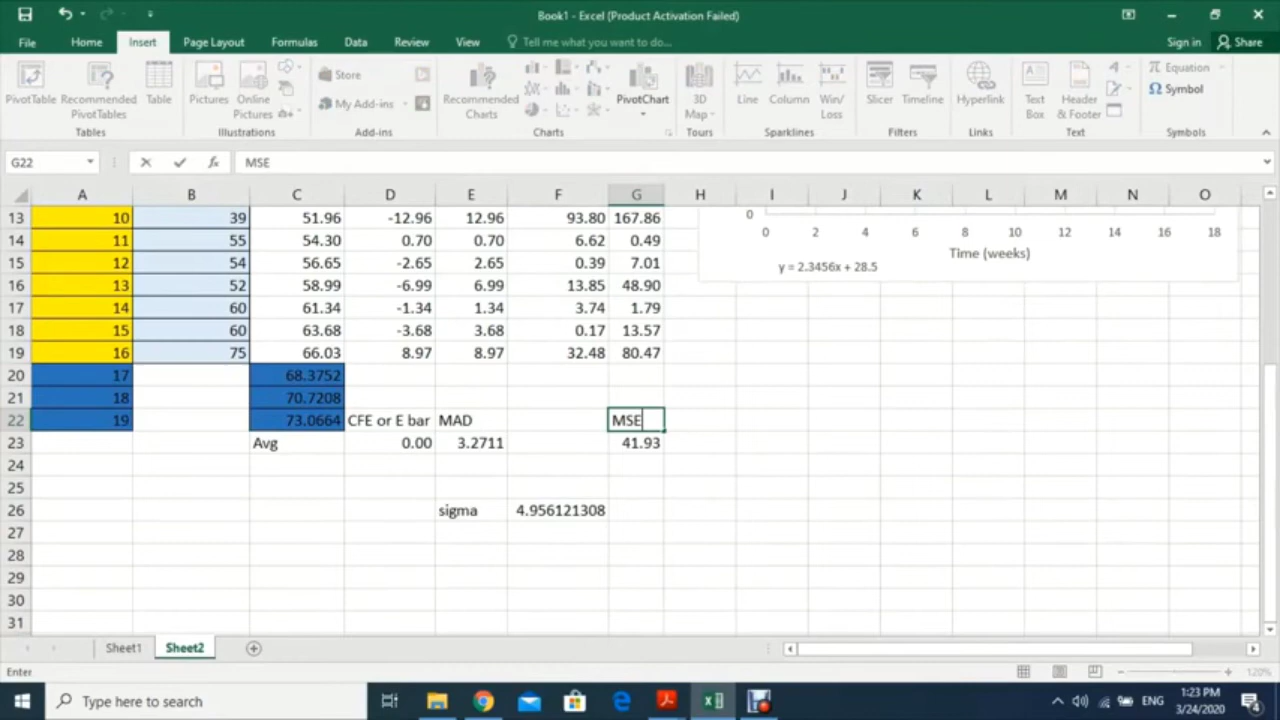 Book1 - Excel (Product Activation Failed)
File Home Insert Page Layout Formulas Data Review View Tell me what you want to do... Sign in Share
PivotTable Recommended PivotTables Table Pictures Online Pictures Store My Add-ins Recommended Charts PivotChart 3D Map Line Column Win/Loss Slicer Timeline Hyperlink Text Box Header & Footer Equation Symbol
Tables Illustrations Add-ins Charts Tours Sparklines Filters Links Text Symbols
G22 fx MSE
A B C D E F G H I J K L M N O
13 10 39 51.96 -12.96 12.96 93.80 167.86
14 11 55 54.30 0.70 0.70 6.62 0.49
15 12 54 56.65 -2.65 2.65 0.39 7.01
16 13 52 58.99 -6.99 6.99 13.85 48.90
17 14 60 61.34 -1.34 1.34 3.74 1.79
18 15 60 63.68 -3.68 3.68 0.17 13.57
19 16 75 66.03 8.97 8.97 32.48 80.47
20 17 68.3752
21 18 70.7208
22 19 73.0664 CFE or E bar MAD MSE
23 Avg 0.00 3.2711 41.93
24
25
26 sigma 4.956121308
27
28
29
30
31
0
0 2 4 6 8 10 12 14 16 18
Time (weeks)
y = 2.3456x + 28.5
Sheet1 Sheet2
Enter 120%
Type here to search
ENG
1:23 PM
3/24/2020
4